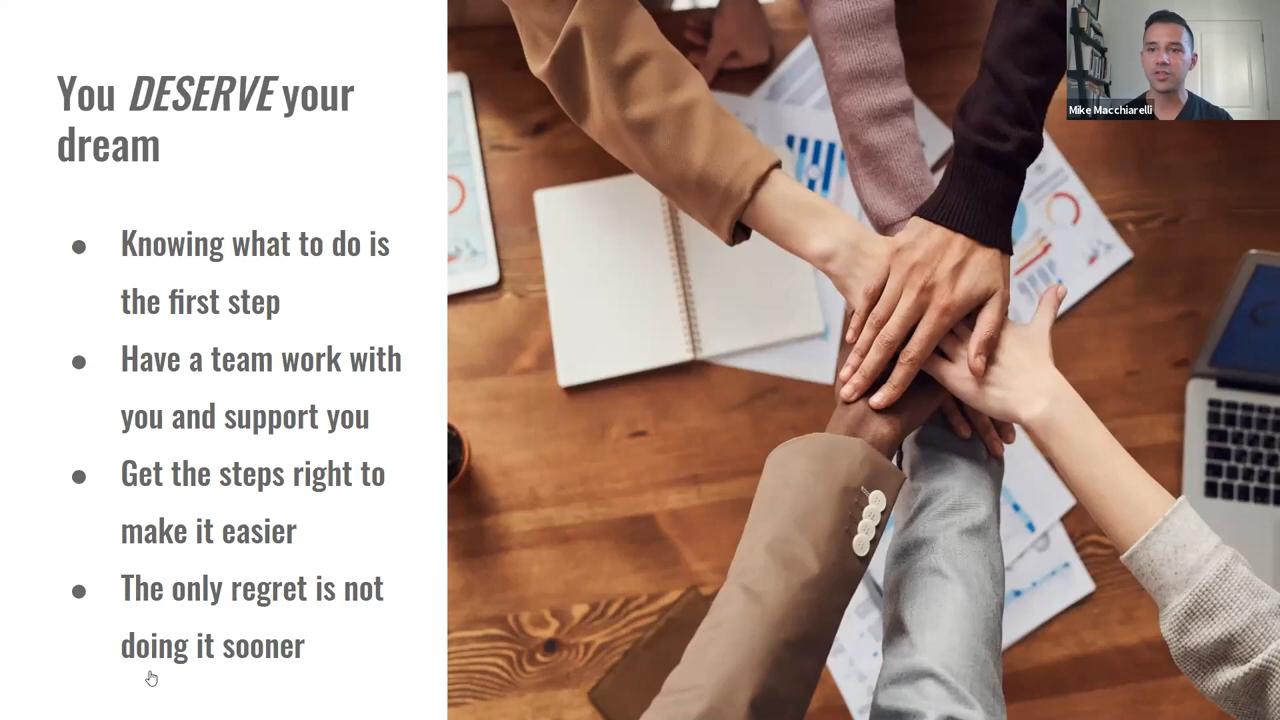 You DESERVE your
dream
● Knowing what to do is
the first step
● Have a team work with
you and support you
● Get the steps right to
make it easier
● The only regret is not
doing it sooner
Mike Macchiarelli